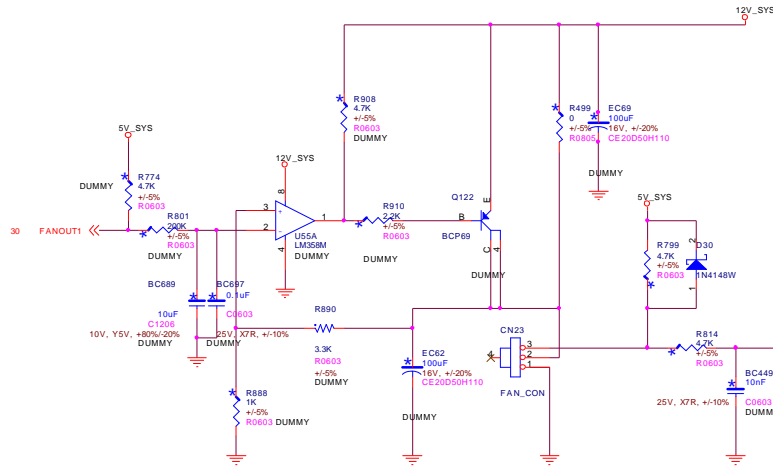 12V_SYS
R908
4.7K
+/-5%
R0603
DUMMY
R499
0
+/-5%
R0805
EC69
100uF
16V, +/-20%
CE20D50H110
DUMMY
5V_SYS
R774
4.7K
+/-5%
R0603
DUMMY
12V_SYS
8
3
+
2
-
1
4
U55A
LM358M
DUMMY
30 FANOUT1
R801
200K
+/-5%
R0603
DUMMY
R910
2.2K
+/-5%
R0603
DUMMY
Q122
E
B
C
4
BCP69
DUMMY
5V_SYS
R799
4.7K
+/-5%
R0603
D30
2
1N4148W
1
BC689
10uF
C1206
10V, Y5V, +80%/-20%
DUMMY
BC697
0.1uF
C0603
25V, X7R, +/-10%
DUMMY
R890
3.3K
R0603
+/-5%
DUMMY
CN23
3
2
1
4
FAN_CON
R814
4.7K
+/-5%
R0603
EC62
100uF
16V, +/-20%
CE20D50H110
DUMMY
R888
1K
+/-5%
R0603 DUMMY
BC449
10nF
C0603
25V, X7R, +/-10%
DUMM